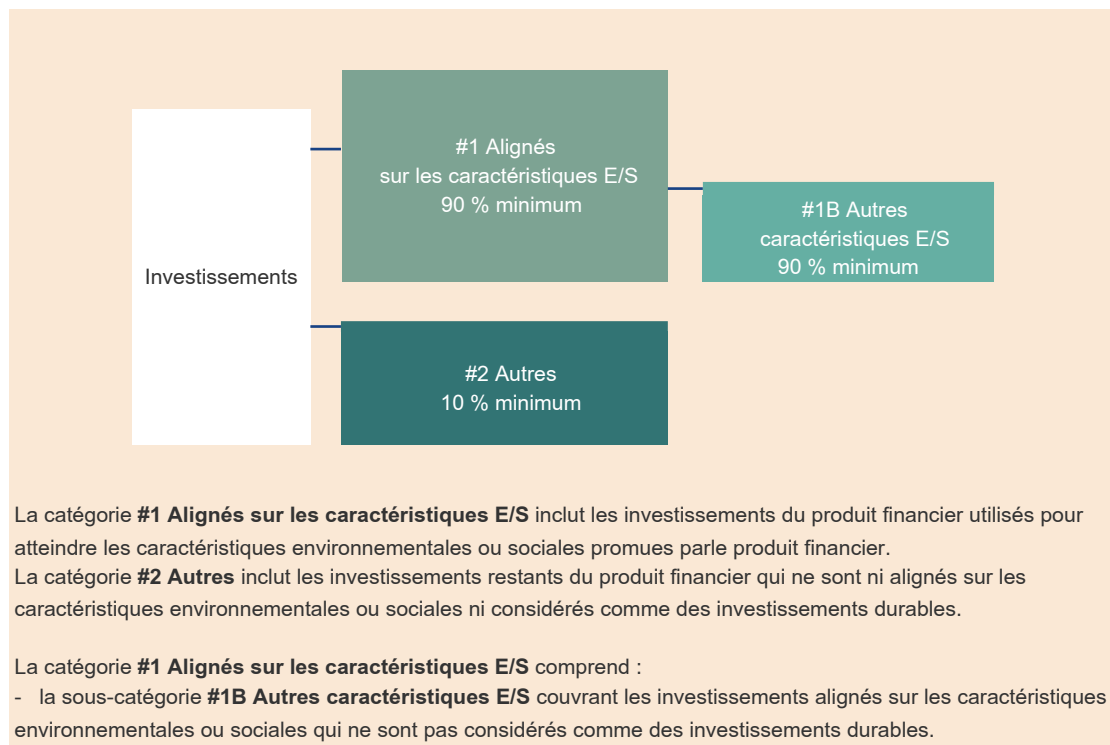 Investissements
#1 Alignés
sur les caractéristiques E/S
90 % minimum
#1B Autres
caractéristiques E/S
90 % minimum
#2 Autres
10 % minimum
La catégorie #1 Alignés sur les caractéristiques E/S inclut les investissements du produit financier utilisés pour
atteindre les caractéristiques environnementales ou sociales promues parle produit financier.
La catégorie #2 Autres inclut les investissements restants du produit financier qui ne sont ni alignés sur les
caractéristiques environnementales ou sociales ni considérés comme des investissements durables.
La catégorie #1 Alignés sur les caractéristiques E/S comprend :
- la sous-catégorie #1B Autres caractéristiques E/S couvrant les investissements alignés sur les caractéristiques
environnementales ou sociales qui ne sont pas considérés comme des investissements durables.